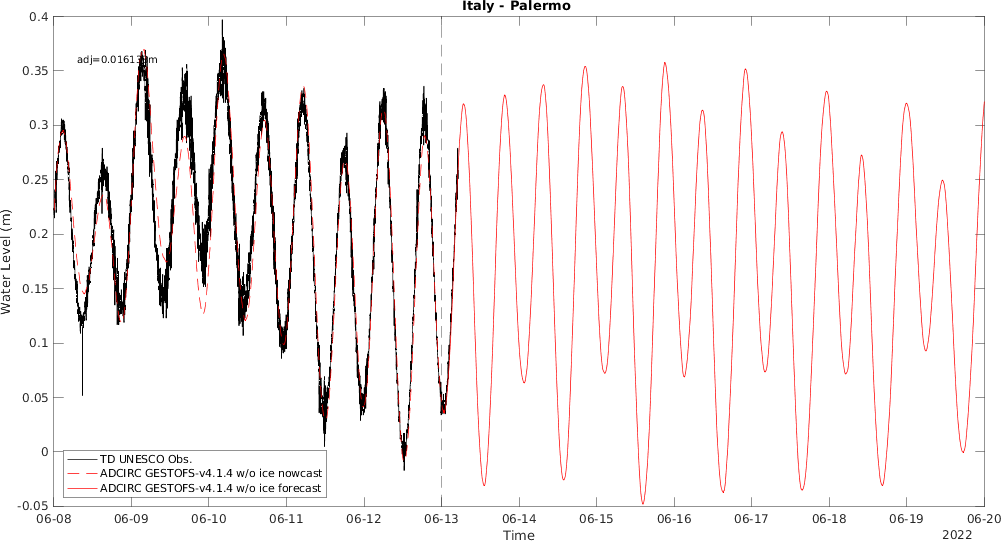 Italy - Palermo
adj=0.01613
0.4
0.35
0.3
0.25
0.2
0.15
0.1
0.05
0
-0.05
Water Level (m)
TD UNESCO Obs.
ADCIRC GESTOFS-v4.1.4 w/o ice nowcast
ADCIRC GESTOFS-v4.1.4 w/o ice forecast
06-08 06-09 06-10 06-11 06-12 06-13 06-14 06-15 06-16 06-17 06-18 06-19 06-20
Time
2022